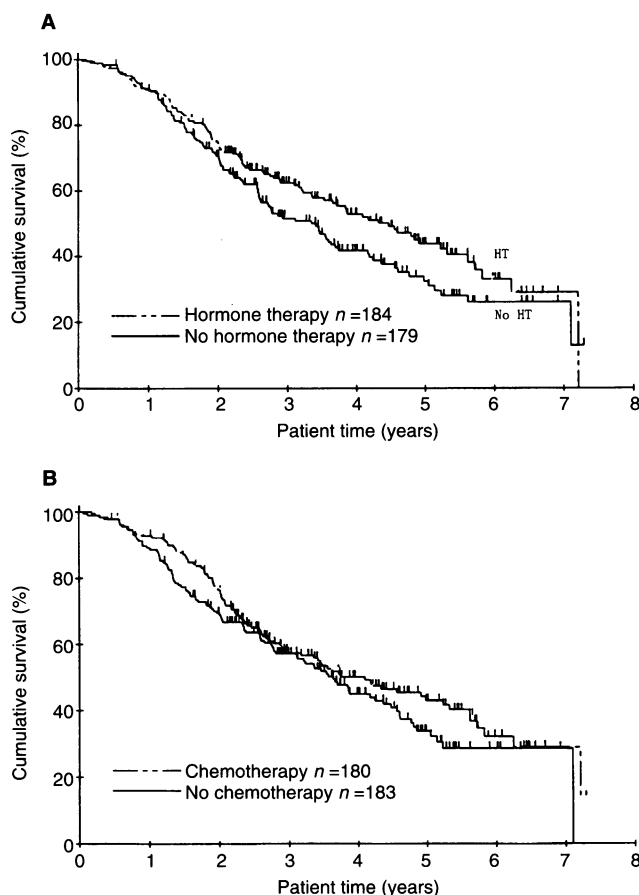 A
100
80
60
40
20
0
Cumulative survival (%)
HT
No HT
Hormone therapy n =184
No hormone therapy n =179
0 1 2 3 4 5 6 7 8
Patient time (years)
B
100
80
60
40
20
0
Cumulative survival (%)
Chemotherapy n =180
No chemotherapy n =183
0 1 2 3 4 5 6 7 8
Patient time (years)